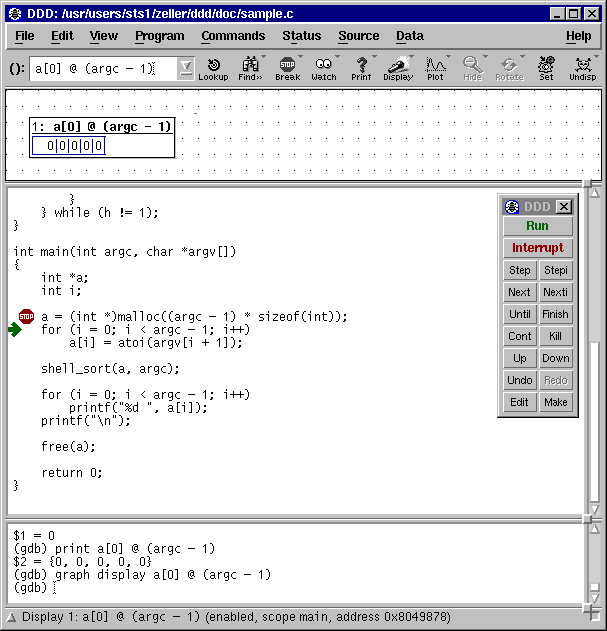 DDD: /usr/users/sts1/zeller/ddd/doc/sample.c
File Edit View Program Commands Status Source Data Help
(): a[0] @ (argc − 1)
Lookup Find» Break Watch Print Display Plot Hide Rotate Set Undisp
STOP
1: a[0] @ (argc − 1)
0 0 0 0 0
}
} while (h != 1);
}
int main(int argc, char *argv[])
{
int *a;
int i;
STOP a = (int *)malloc((argc − 1) * sizeof(int));
for (i = 0; i < argc − 1; i++)
a[i] = atoi(argv[i + 1]);
shell_sort(a, argc);
for (i = 0; i < argc − 1; i++)
printf("%d ", a[i]);
printf("\n");
free(a);
return 0;
}
DDD
Run
Interrupt
Step Stepi
Next Nexti
Until Finish
Cont Kill
Up Down
Undo Redo
Edit Make
$1 = 0
(gdb) print a[0] @ (argc − 1)
$2 = {0, 0, 0, 0, 0}
(gdb) graph display a[0] @ (argc − 1)
(gdb)
Display 1: a[0] @ (argc − 1) (enabled, scope main, address 0x8049878)